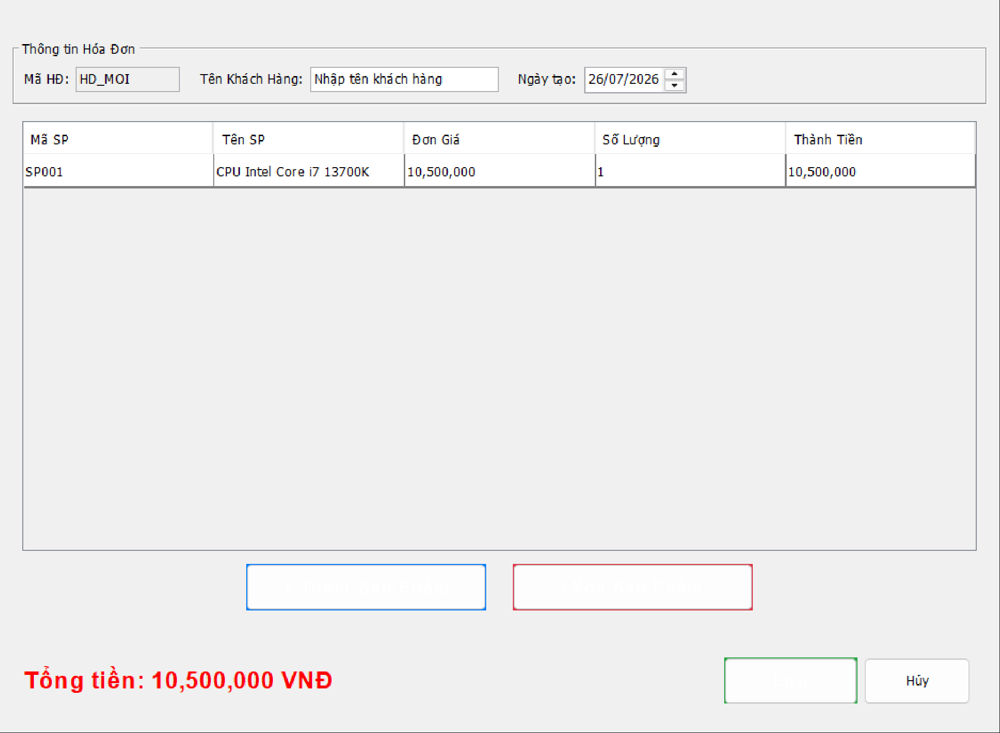 Thông tin Hóa Đơn
Mã HĐ: HD_MOI Tên Khách Hàng: Nhập tên khách hàng Ngày tạo: 26/07/2026
Mã SP Tên SP Đơn Giá Số Lượng Thành Tiền
SP001 CPU Intel Core i7 13700K 10,500,000 1 10,500,000
+ Thêm Sản Phẩm - Xóa Sản Phẩm
Tổng tiền: 10,500,000 VNĐ Hủy